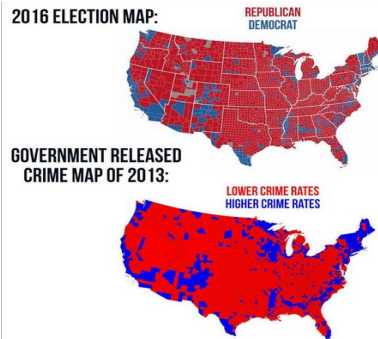 2016 ELECTION MAP:
REPUBLICAN
DEMOCRAT
GOVERNMENT RELEASED
CRIME MAP OF 2013:
LOWER CRIME RATES
HIGHER CRIME RATES